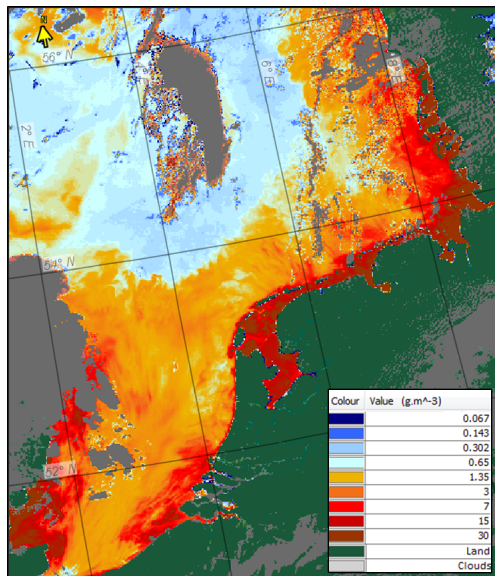 N
56° N
4° E
6° E
8° E
2° E
54° N
52° N
Colour Value (g.m^-3)
0.067
0.143
0.302
0.65
1.35
3
7
15
30
Land
Clouds